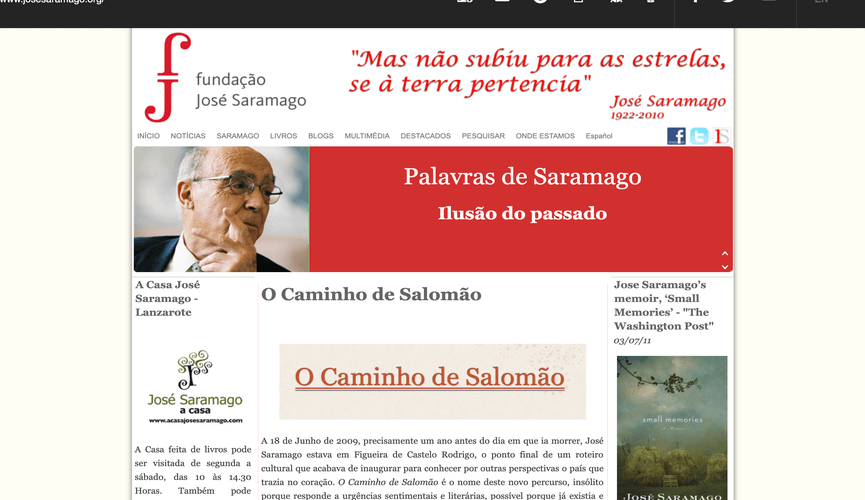 www.josesaramago.org/
EN
fundação
José Saramago
"Mas não subiu para as estrelas,
se à terra pertencia"
José Saramago
1922-2010
INÍCIO NOTÍCIAS SARAMAGO LIVROS BLOGS MULTIMÉDIA DESTACADOS PESQUISAR ONDE ESTAMOS Español
Palavras de Saramago
Ilusão do passado
A Casa José
Saramago -
Lanzarote
José Saramago
a casa
www.acasajosesaramago.com
A Casa feita de livros pode
ser visitada de segunda a
sábado, das 10 às 14.30
Horas. Também pode
O Caminho de Salomão
O Caminho de Salomão
A 18 de Junho de 2009, precisamente um ano antes do dia em que ia morrer, José
Saramago estava em Figueira de Castelo Rodrigo, o ponto final de um roteiro
cultural que acabava de inaugurar para conhecer por outras perspectivas o país que
trazia no coração. O Caminho de Salomão é o nome deste novo percurso, insólito
porque responde a urgências sentimentais e literárias, possível porque já existia e
Jose Saramago's
memoir, ‘Small
Memories’ - "The
Washington Post"
03/07/11
small memories
JOSÉ SARAMAGO